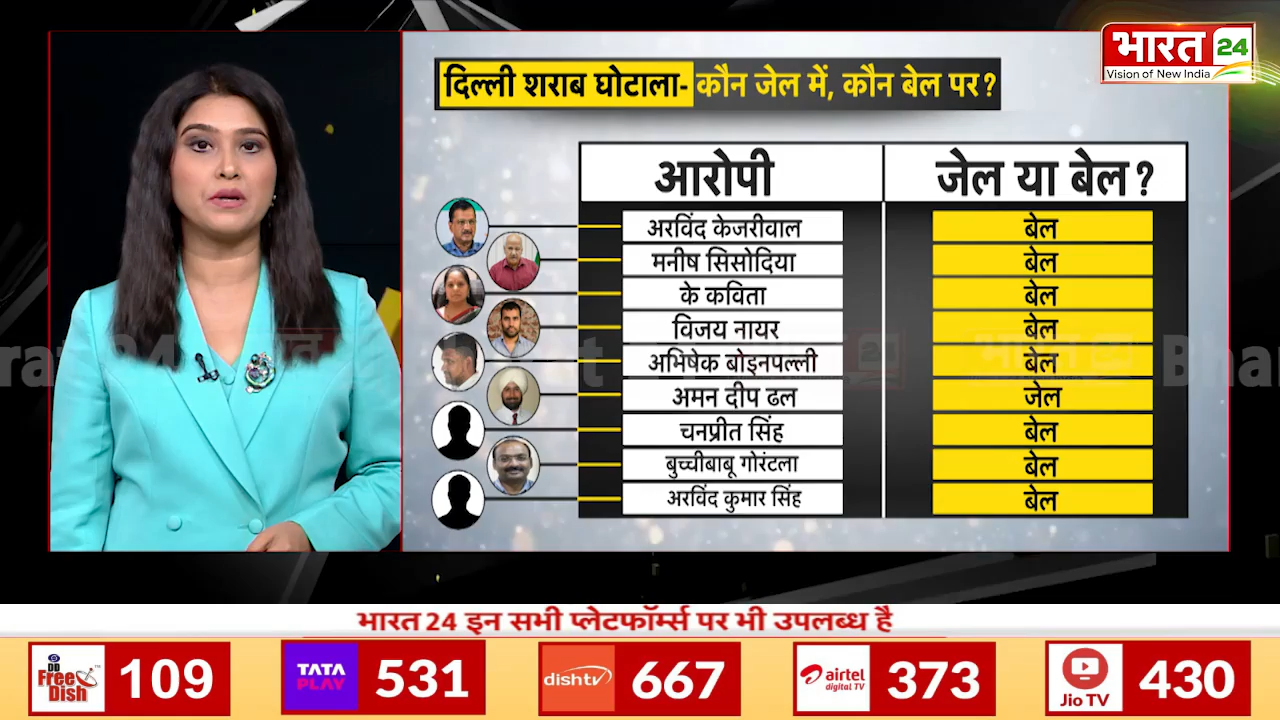 भारत 24
Vision of New India
दिल्ली शराब घोटाला- कौन जेल में, कौन बेल पर?
आरोपी जेल या बेल?
अरविंद केजरीवाल बेल
मनीष सिसोदिया बेल
के कविता बेल
विजय नायर बेल
अभिषेक बोइनपल्ली बेल
अमन दीप ढल जेल
चनप्रीत सिंह बेल
बुच्चीबाबू गोरंटला बेल
अरविंद कुमार सिंह बेल
भारत 24 इन सभी प्लेटफॉर्म्स पर भी उपलब्ध है
DD Free Dish 109 TATA PLAY 531 dishtv 667 airtel digital TV 373 JioTV 430